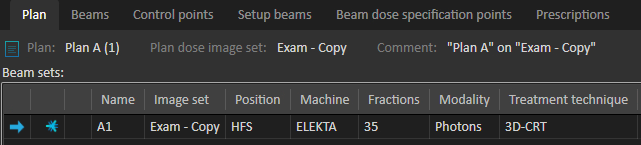 Plan Beams Control points Setup beams Beam dose specification points Prescriptions
Plan: Plan A (1) Plan dose image set: Exam - Copy Comment: "Plan A" on "Exam - Copy"
Beam sets:
Name Image set Position Machine Fractions Modality Treatment technique
A1 Exam - Copy HFS ELEKTA 35 Photons 3D-CRT